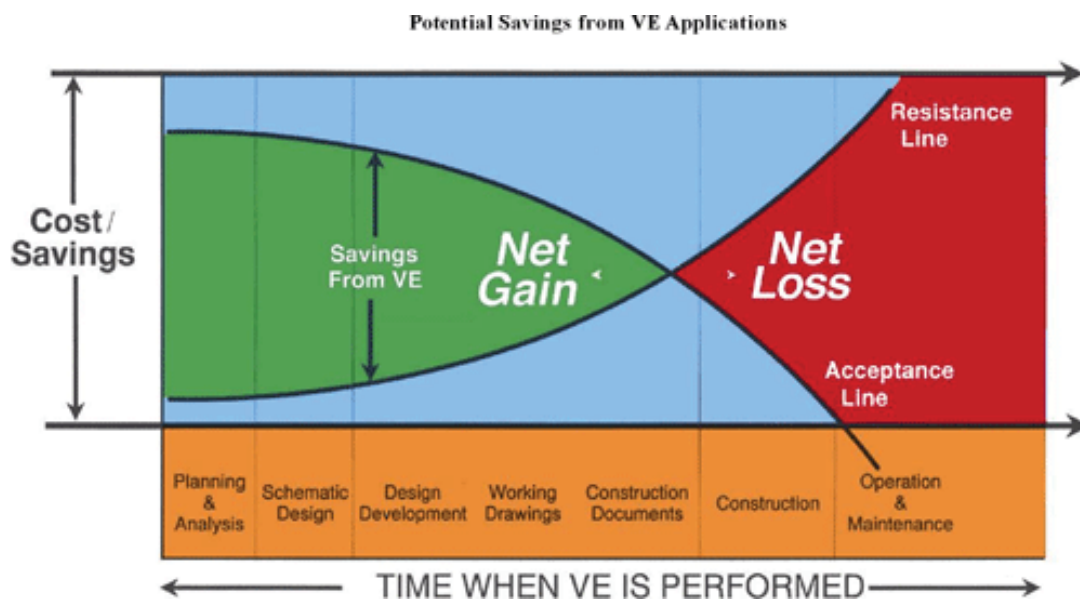 Potential Savings from VE Applications
Resistance
Line
Cost/
Savings
Savings
From VE
Net
Gain
Net
Loss
Acceptance
Line
Planning
&
Analysis
Schematic
Design
Design
Development
Working
Drawings
Construction
Documents
Construction
Operation
&
Maintenance
TIME WHEN VE IS PERFORMED